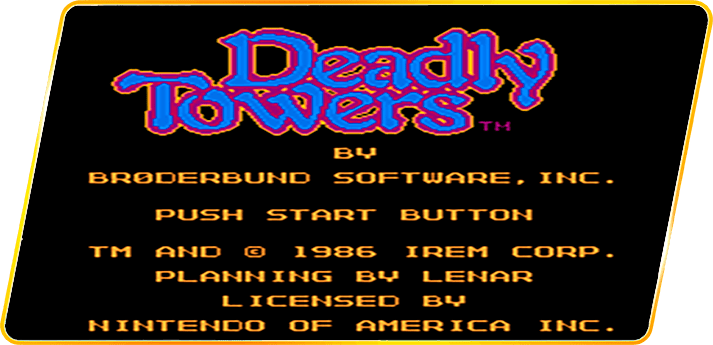 Deadly
Towers™
BY
BRØDERBUND SOFTWARE, INC.
PUSH START BUTTON
TM AND © 1986 IREM CORP.
PLANNING BY LENAR
LICENSED BY
NINTENDO OF AMERICA INC.